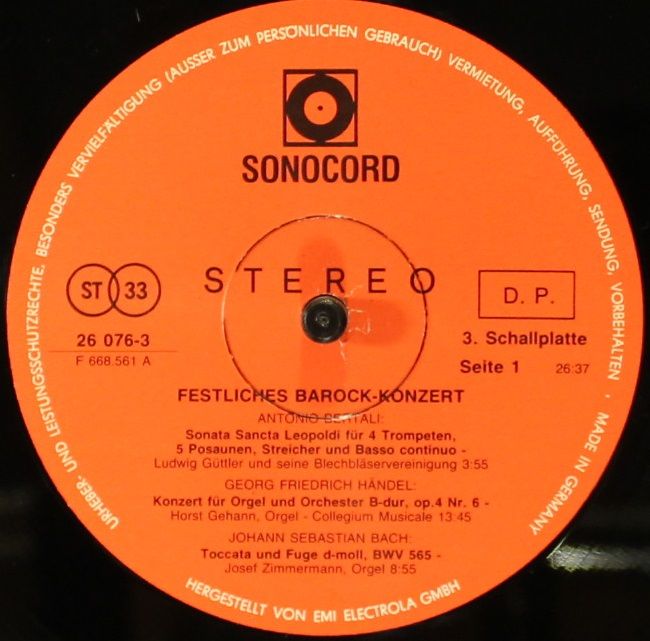 URHEBER- UND LEISTUNGSSCHUTZRECHTE, BESONDERS VERVIELFÄLTIGUNG (AUSSER ZUM PERSÖNLICHEN GEBRAUCH) VERMIETUNG, AUFFÜHRUNG, SENDUNG, VORBEHALTEN · MADE IN GERMANY
SONOCORD
STEREO
ST 33
D. P.
26 076-3
3. Schallplatte
F 668.561 A
Seite 1 26:37
FESTLICHES BAROCK-KONZERT
ANTONIO BERTALI:
Sonata Sancta Leopoldi für 4 Trompeten,
5 Posaunen, Streicher und Basso continuo -
Ludwig Güttler und seine Blechbläservereinigung 3:55
GEORG FRIEDRICH HÄNDEL:
Konzert für Orgel und Orchester B-dur, op.4 Nr. 6 -
Horst Gehann, Orgel - Collegium Musicale 13:45
JOHANN SEBASTIAN BACH:
Toccata und Fuge d-moll, BWV 565 -
Josef Zimmermann, Orgel 8:55
HERGESTELLT VON EMI ELECTROLA GMBH